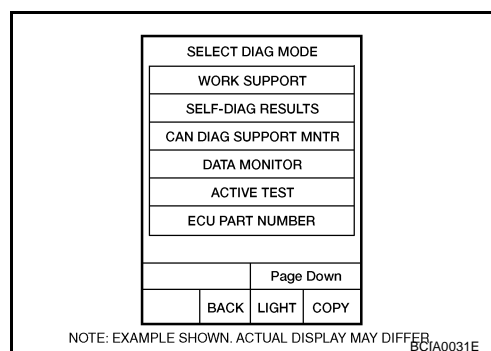 SELECT DIAG MODE
WORK SUPPORT
SELF-DIAG RESULTS
CAN DIAG SUPPORT MNTR
DATA MONITOR
ACTIVE TEST
ECU PART NUMBER
Page Down
BACK LIGHT COPY
NOTE: EXAMPLE SHOWN. ACTUAL DISPLAY MAY DIFFER.
BCIA0031E